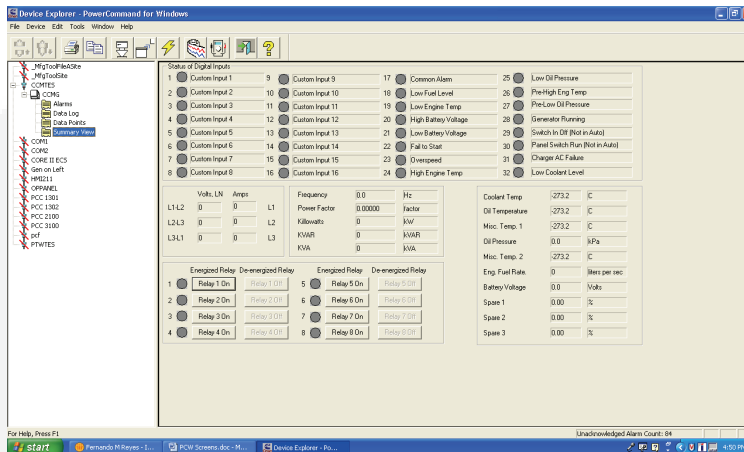 Device Explorer - PowerCommand for Windows
File Device Edit Tools Window Help
_MfgToolFileASite
_MfgToolSite
CCMTES
CCMG
Alarms
Data Log
Data Points
Summary View
COM1
COM2
CORE II EC5
Gen on Left
HMI211
OPPANEL
PCC 1301
PCC 1302
PCC 2100
PCC 3100
pcf
PTWTES
Status of Digital Inputs
1 Custom Input 1 9 Custom Input 9 17 Common Alarm 25 Low Oil Pressure
2 Custom Input 2 10 Custom Input 10 18 Low Fuel Level 26 Pre-High Eng Temp
3 Custom Input 3 11 Custom Input 11 19 Low Engine Temp 27 Pre-Low Oil Pressure
4 Custom Input 4 12 Custom Input 12 20 High Battery Voltage 28 Generator Running
5 Custom Input 5 13 Custom Input 13 21 Low Battery Voltage 29 Switch In Off (Not in Auto)
6 Custom Input 6 14 Custom Input 14 22 Fail to Start 30 Panel Switch Run (Not in Auto)
7 Custom Input 7 15 Custom Input 15 23 Overspeed 31 Charger AC Failure
8 Custom Input 8 16 Custom Input 16 24 High Engine Temp 32 Low Coolant Level
Volts, LN Amps
L1-L2 0 0 L1
L2-L3 0 0 L2
L3-L1 0 0 L3
Frequency 0.0 Hz
Power Factor 0.00000 factor
Killowatts 0 kW
KVAR 0 kVAR
KVA 0 kVA
Coolant Temp -273.2 C
Oil Temperature -273.2 C
Misc. Temp. 1 -273.2 C
Oil Pressure 0.0 kPa
Misc. Temp. 2 -273.2 C
Eng. Fuel Rate. 0 liters per sec
Battery Voltage 0.0 Volts
Spare 1 0.00 %
Spare 2 0.00 %
Spare 3 0.00 %
Energized Relay De-energized Relay Energized Relay De-energized Relay
1 Relay 1 On Relay 1 Off 5 Relay 5 On Relay 5 Off
2 Relay 2 On Relay 2 Off 6 Relay 6 On Relay 6 Off
3 Relay 3 On Relay 3 Off 7 Relay 7 On Relay 7 Off
4 Relay 4 On Relay 4 Off 8 Relay 8 On Relay 8 Off
For Help, Press F1
Unacknowledged Alarm Count: 84
start Fernando M Reyes - I... PCW Screens.doc - M... Device Explorer - Po... 4:50 PM